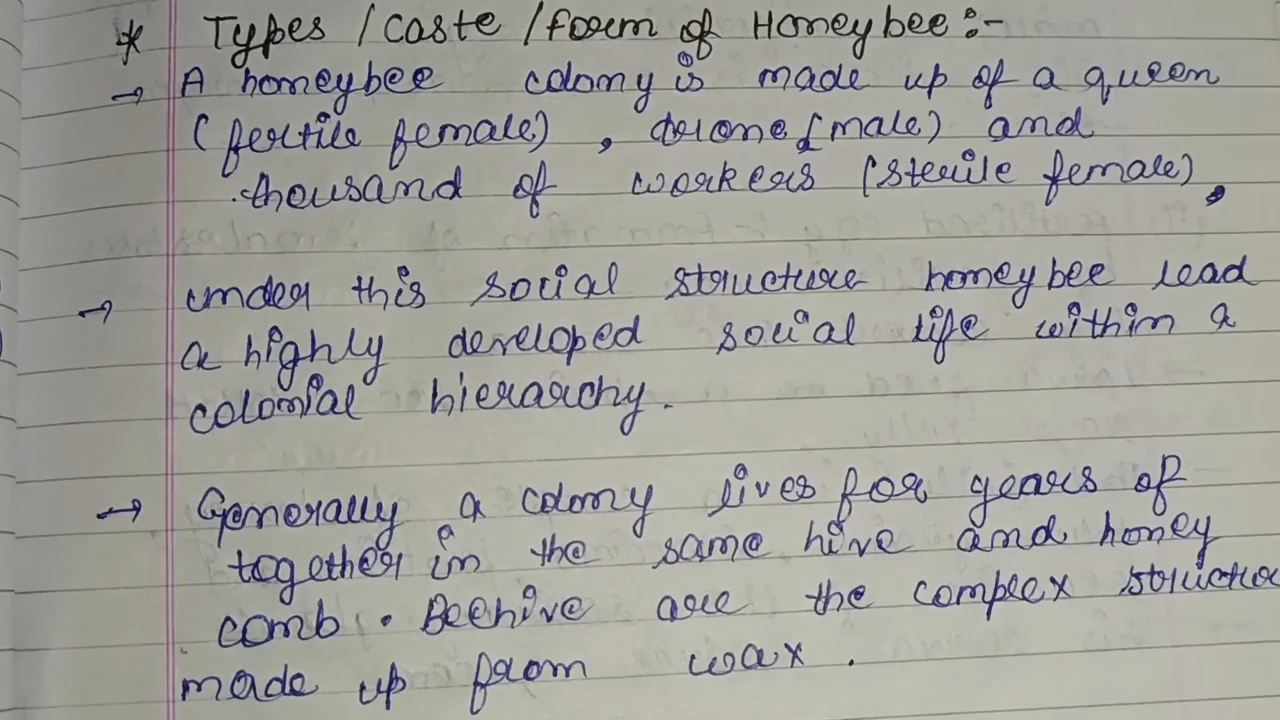 * Types / Caste / form of Honeybee :-
→ A honeybee colony is made up of a queen
(fertile female), drone (male) and
thousand of workers (sterile female),
→ under this social structure honeybee lead
a highly developed social life within a
colonial hierarchy.
→ Generally a colony lives for years of
together in the same hive and honey
comb. Beehive are the complex structure
made up from wax.